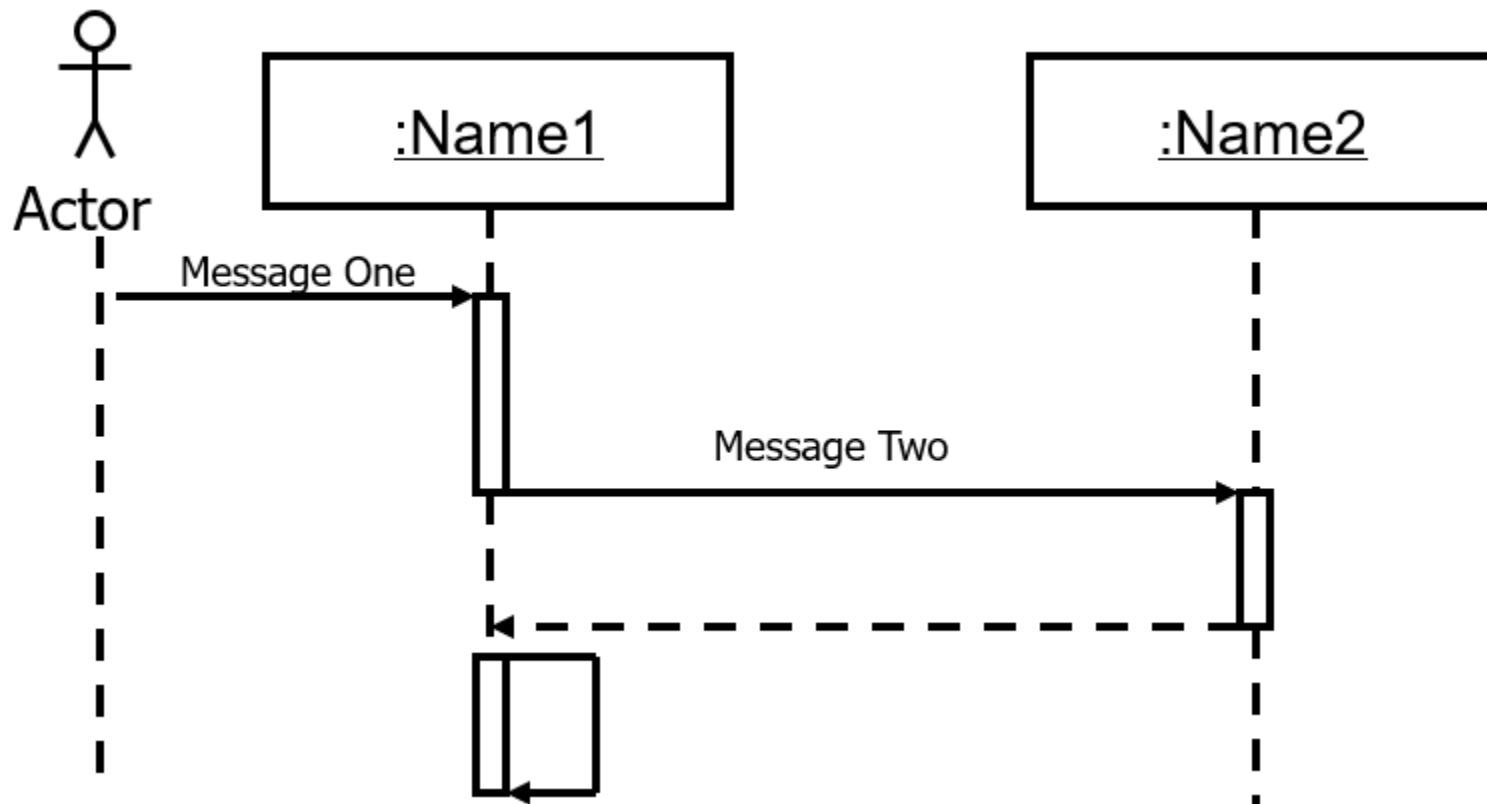 :Name1
:Name2
Actor
Message One
Message Two